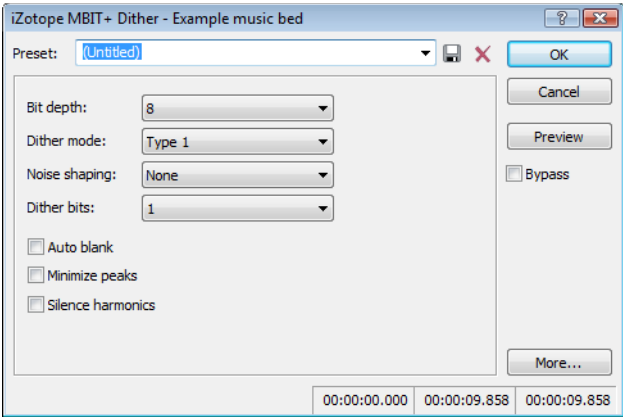 iZotope MBIT+ Dither - Example music bed
Preset: (Untitled)
OK
Cancel
Bit depth: 8
Dither mode: Type 1
Preview
Noise shaping: None
Bypass
Dither bits: 1
Auto blank
Minimize peaks
Silence harmonics
More...
00:00:00.000 00:00:09.858 00:00:09.858